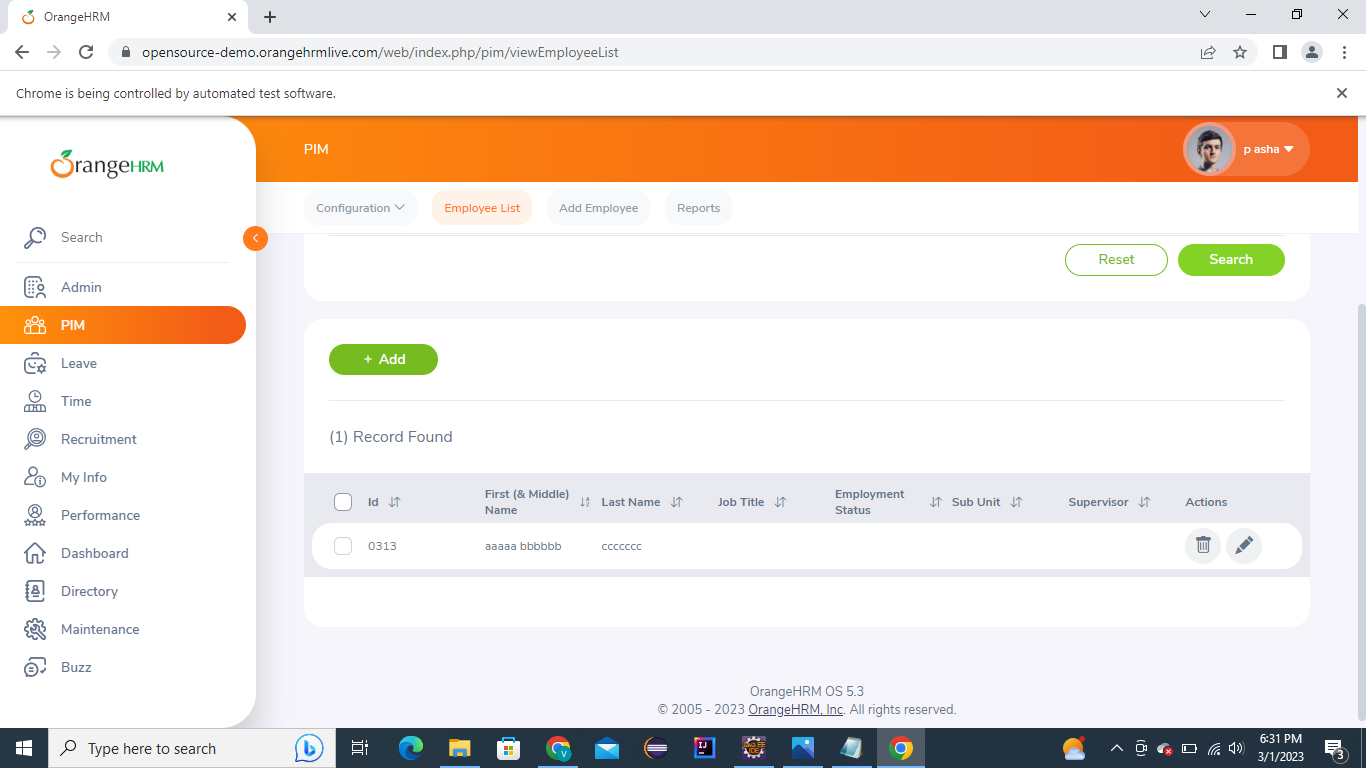 OrangeHRM
opensource-demo.orangehrmlive.com/web/index.php/pim/viewEmployeeList
Chrome is being controlled by automated test software.
OrangeHRM
PIM
p asha
Configuration
Employee List
Add Employee
Reports
Search
Admin
PIM
Leave
Time
Recruitment
My Info
Performance
Dashboard
Directory
Maintenance
Buzz
Reset
Search
+ Add
(1) Record Found
Id
First (& Middle)
Name
Last Name
Job Title
Employment
Status
Sub Unit
Supervisor
Actions
0313
aaaaa bbbbbb
ccccccc
OrangeHRM OS 5.3
© 2005 - 2023 OrangeHRM, Inc. All rights reserved.
Type here to search
6:31 PM
3/1/2023
3